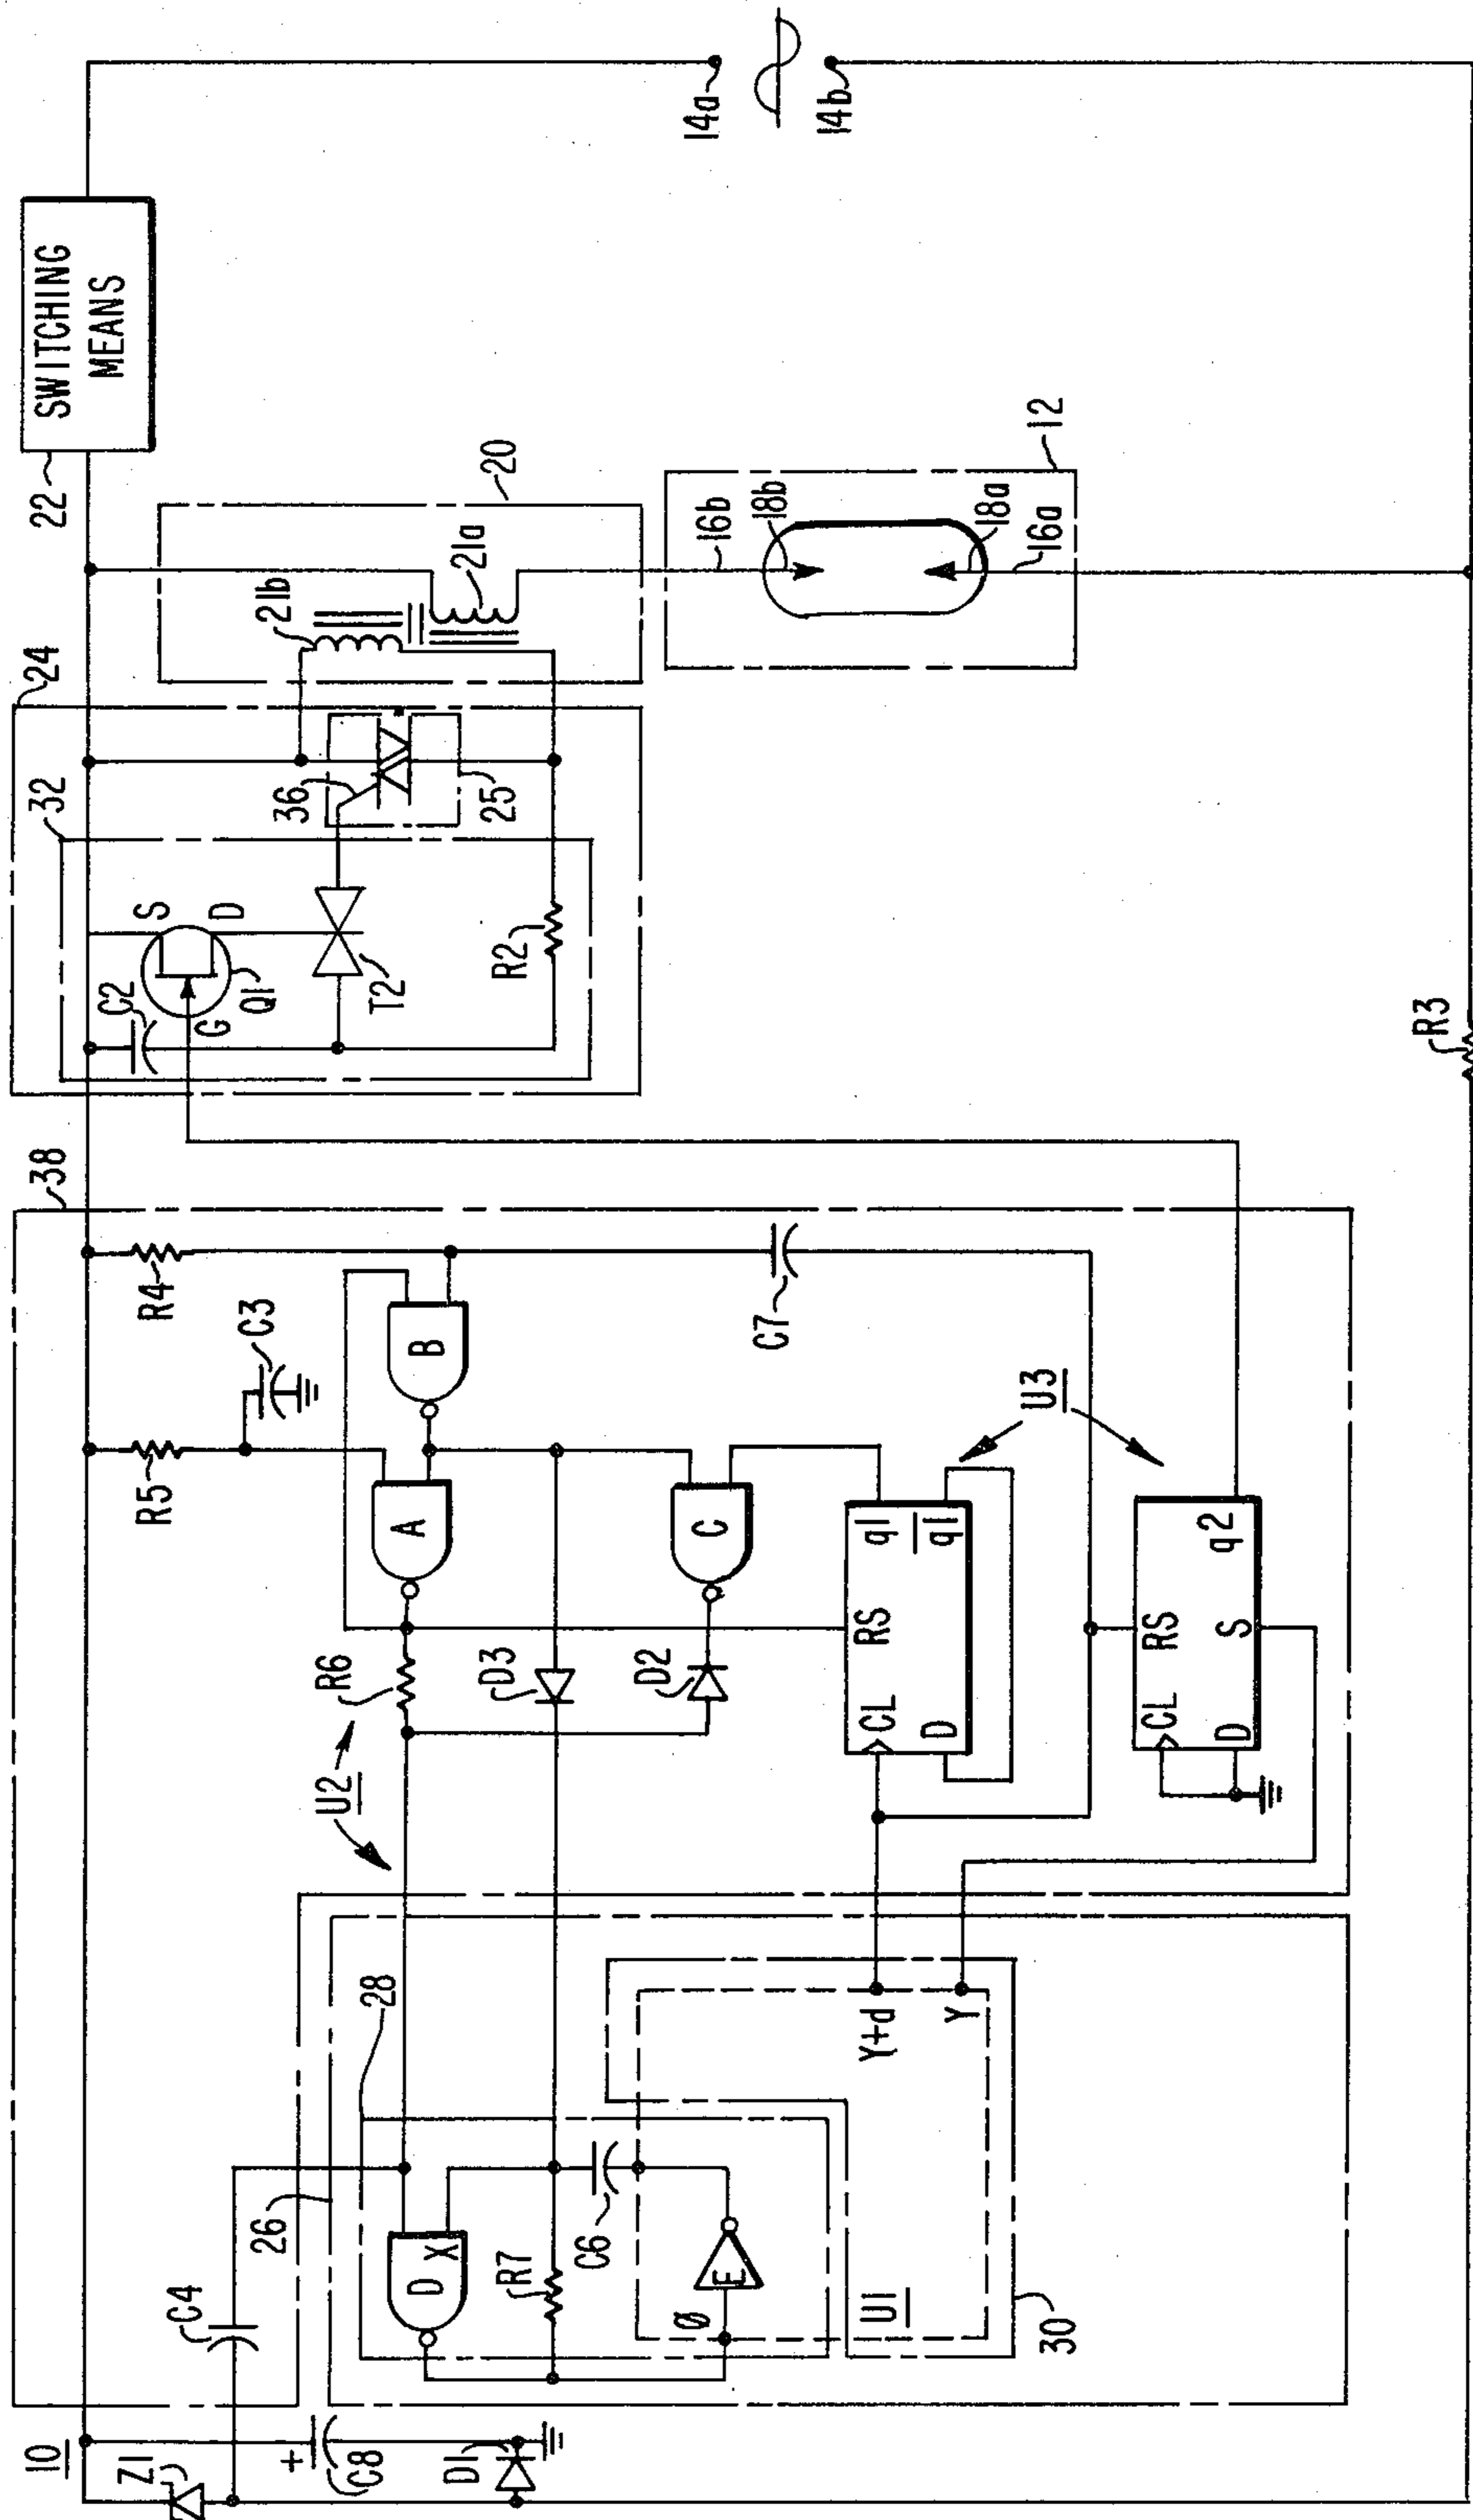 10
Z1
C4
+
C8
D1
26
28
D
X
R7
C6
E
Ø
U1
30
Y+d
Y
38
R5
C3
R4
B
A
C
C7
R6
U2
D3
D2
U3
RS
q1
q1
CL
D
RS
q2
CL
S
D
24
32
C2
S
D
G
Q1
T2
R2
36
25
21b
20
21a
22
SWITCHING
MEANS
16b
18b
18a
16a
12
14a
14b
R3